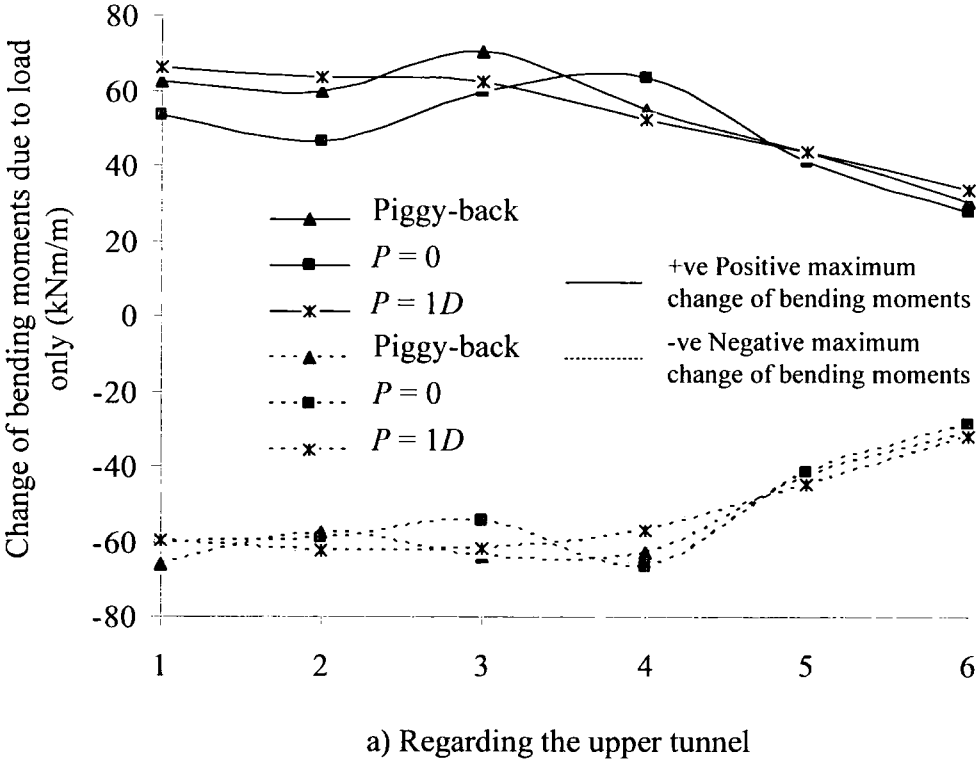 Change of bending moments due to load
only (kNm/m)
80
60
40
20
0
-20
-40
-60
-80
Piggy-back
P = 0
P = 1D
Piggy-back
P = 0
P = 1D
+ve Positive maximum
change of bending moments
-ve Negative maximum
change of bending moments
1 2 3 4 5 6
a) Regarding the upper tunnel